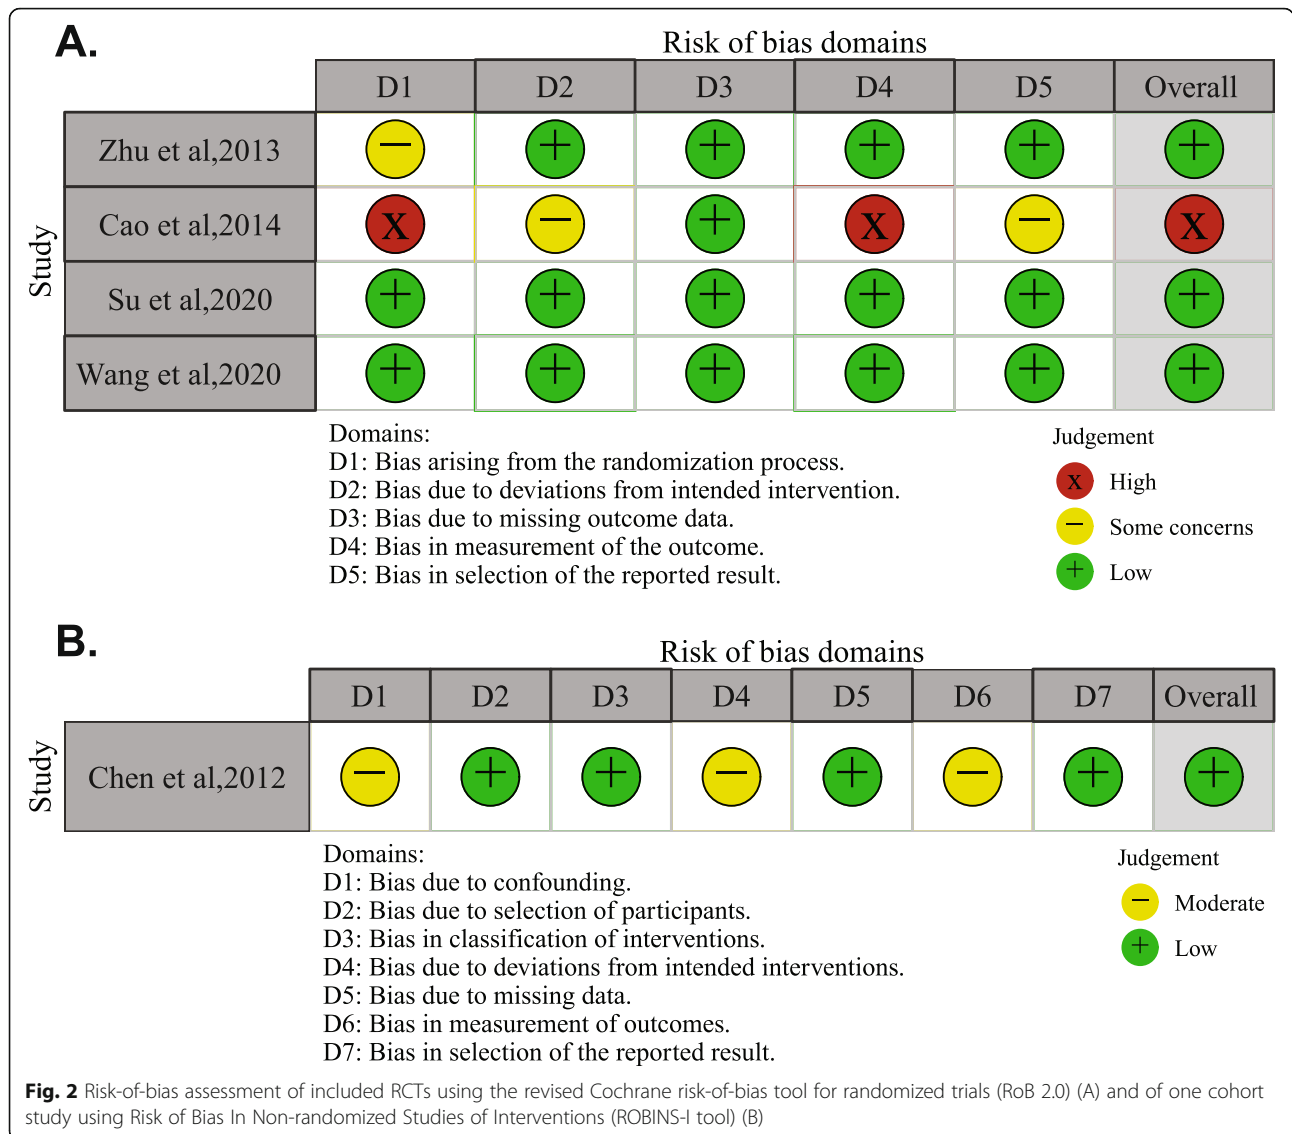 A.
Risk of bias domains
D1 D2 D3 D4 D5 Overall
Study
Zhu et al,2013 − + + + + +
Cao et al,2014 X − + X − X
Su et al,2020 + + + + + +
Wang et al,2020 + + + + + +
Domains:
D1: Bias arising from the randomization process.
D2: Bias due to deviations from intended intervention.
D3: Bias due to missing outcome data.
D4: Bias in measurement of the outcome.
D5: Bias in selection of the reported result.
Judgement
X High
− Some concerns
+ Low
B.
Risk of bias domains
D1 D2 D3 D4 D5 D6 D7 Overall
Study
Chen et al,2012 − + + − + − + +
Domains:
D1: Bias due to confounding.
D2: Bias due to selection of participants.
D3: Bias in classification of interventions.
D4: Bias due to deviations from intended interventions.
D5: Bias due to missing data.
D6: Bias in measurement of outcomes.
D7: Bias in selection of the reported result.
Judgement
− Moderate
+ Low
Fig. 2 Risk-of-bias assessment of included RCTs using the revised Cochrane risk-of-bias tool for randomized trials (RoB 2.0) (A) and of one cohort
study using Risk of Bias In Non-randomized Studies of Interventions (ROBINS-I tool) (B)